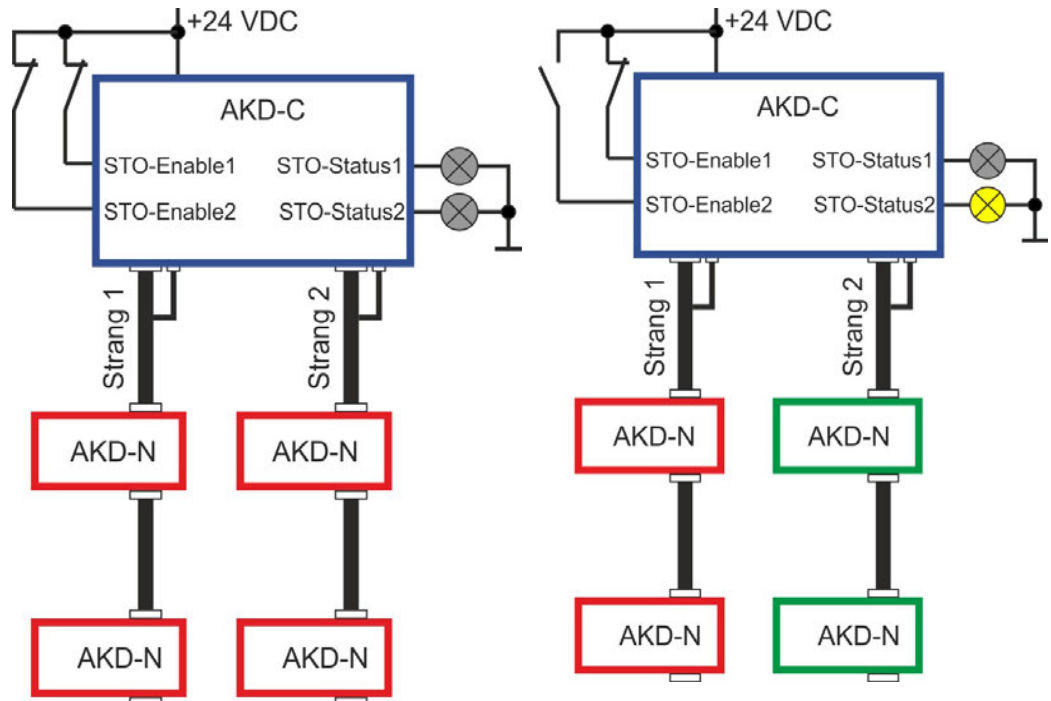 +24 VDC
AKD-C
STO-Enable1 STO-Status1
STO-Enable2 STO-Status2
Strang 1
Strang 2
AKD-N AKD-N
AKD-N AKD-N
+24 VDC
AKD-C
STO-Enable1 STO-Status1
STO-Enable2 STO-Status2
Strang 1
Strang 2
AKD-N AKD-N
AKD-N AKD-N